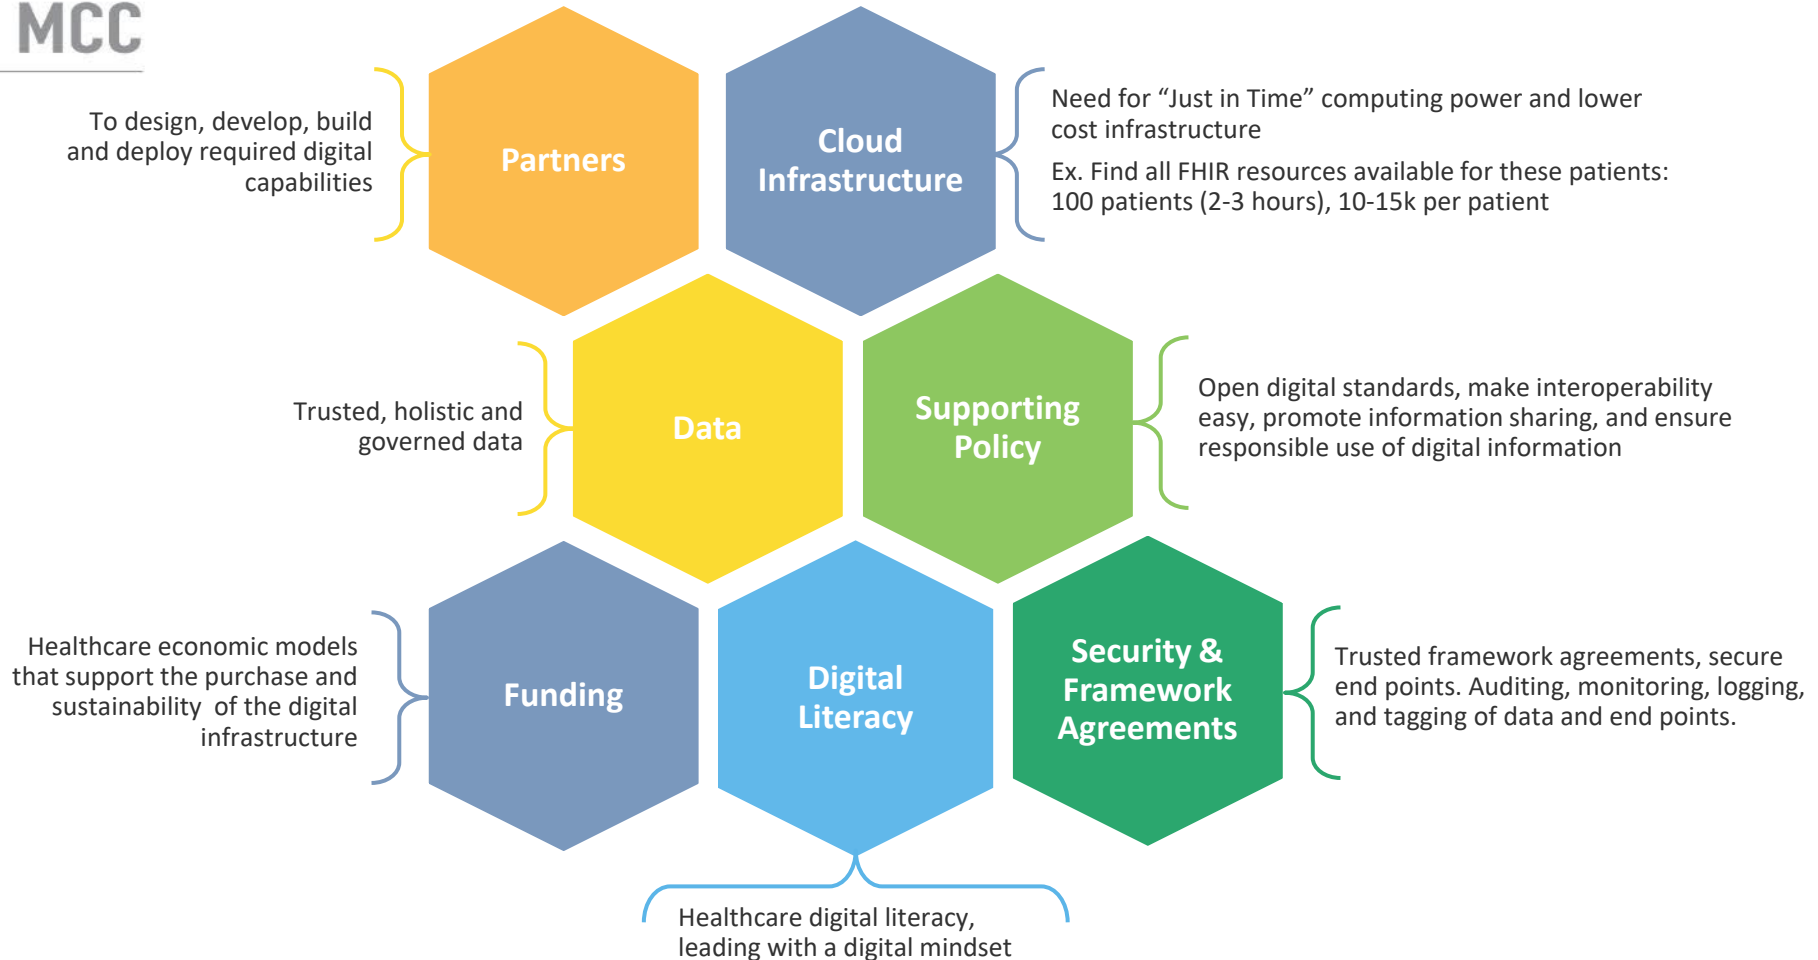 MCC
To design, develop, build
and deploy required digital
capabilities
Partners
Cloud
Infrastructure
Need for “Just in Time” computing power and lower
cost infrastructure
Ex. Find all FHIR resources available for these patients:
100 patients (2-3 hours), 10-15k per patient
Trusted, holistic and
governed data
Data
Supporting
Policy
Open digital standards, make interoperability
easy, promote information sharing, and ensure
responsible use of digital information
Healthcare economic models
that support the purchase and
sustainability of the digital
infrastructure
Funding
Digital
Literacy
Security &
Framework
Agreements
Trusted framework agreements, secure
end points. Auditing, monitoring, logging,
and tagging of data and end points.
Healthcare digital literacy,
leading with a digital mindset